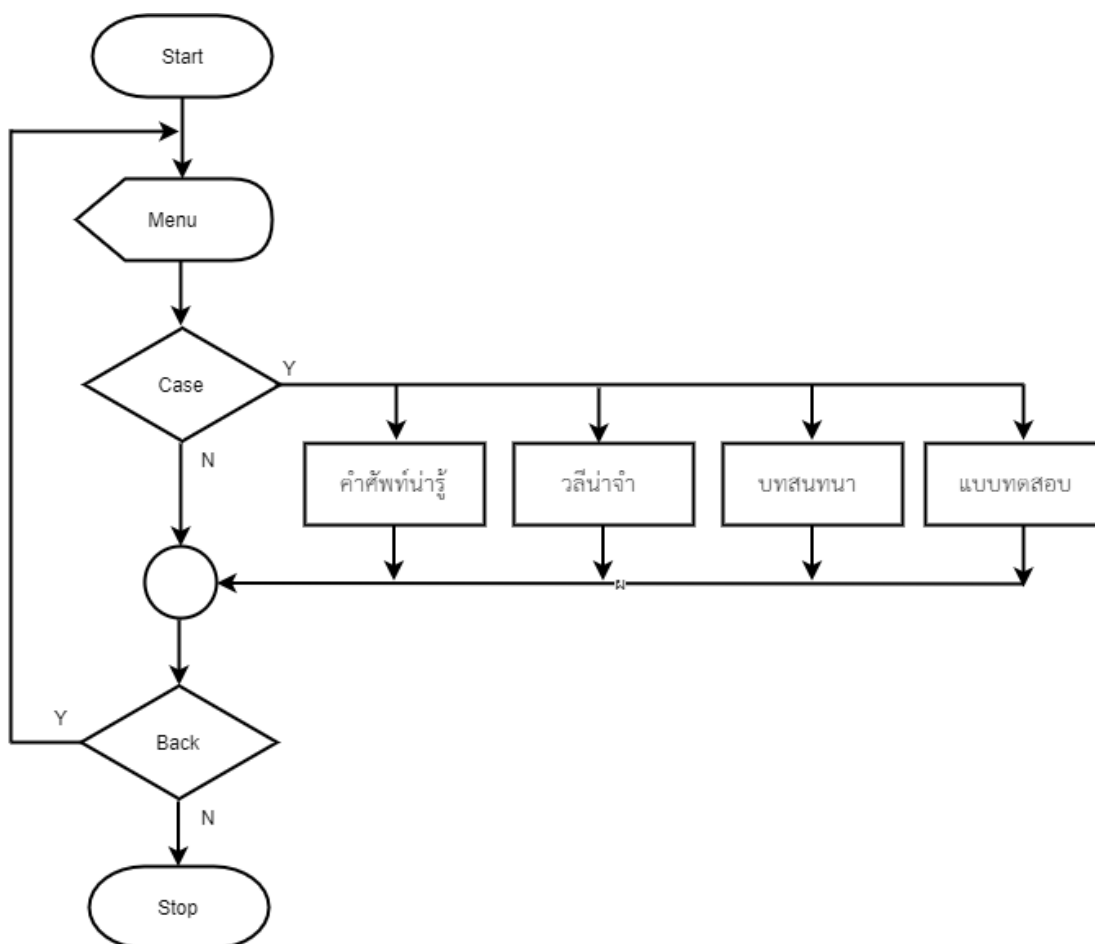 Start
Menu
Case
Y
N
คำศัพท์น่ารู้
วลีน่าจำ
บทสนทนา
แบบทดสอบ
ผ
Back
Y
N
Stop